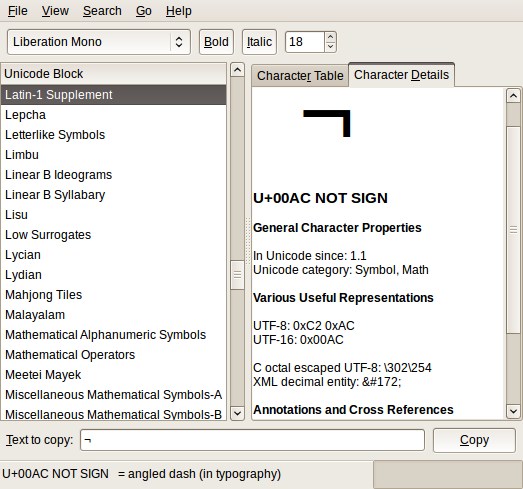 File View Search Go Help
Liberation Mono Bold Italic 18
Unicode Block
Latin-1 Supplement
Lepcha
Letterlike Symbols
Limbu
Linear B Ideograms
Linear B Syllabary
Lisu
Low Surrogates
Lycian
Lydian
Mahjong Tiles
Malayalam
Mathematical Alphanumeric Symbols
Mathematical Operators
Meetei Mayek
Miscellaneous Mathematical Symbols-A
Miscellaneous Mathematical Symbols-B
Character Table Character Details
¬
U+00AC NOT SIGN
General Character Properties
In Unicode since: 1.1
Unicode category: Symbol, Math
Various Useful Representations
UTF-8: 0xC2 0xAC
UTF-16: 0x00AC
C octal escaped UTF-8: \302\254
XML decimal entity: &#172;
Annotations and Cross References
Text to copy: ¬ Copy
U+00AC NOT SIGN = angled dash (in typography)